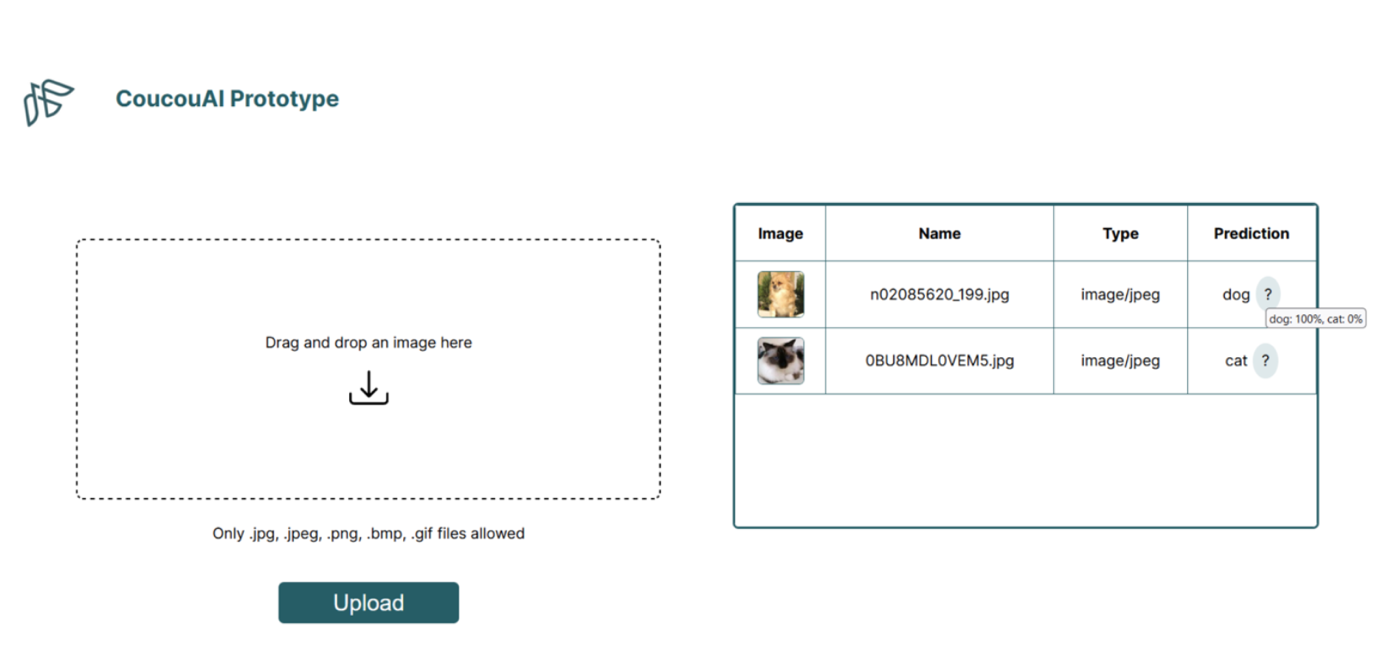 CoucouAI Prototype
Drag and drop an image here
Only .jpg, .jpeg, .png, .bmp, .gif files allowed
Upload
Image Name Type Prediction
n02085620_199.jpg image/jpeg dog ?
dog: 100%, cat: 0%
0BU8MDL0VEM5.jpg image/jpeg cat ?